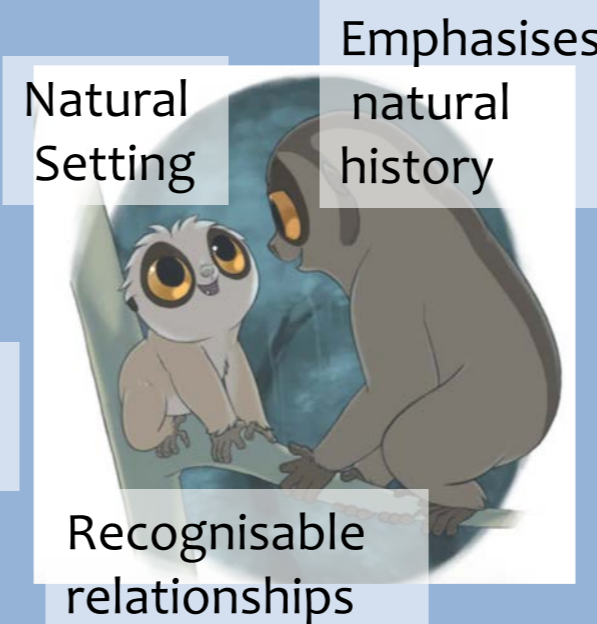 Natural
Setting
Emphasises
natural
history
Recognisable
relationships